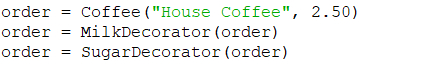 order = Coffee("House Coffee", 2.50)
order = MilkDecorator(order)
order = SugarDecorator(order)